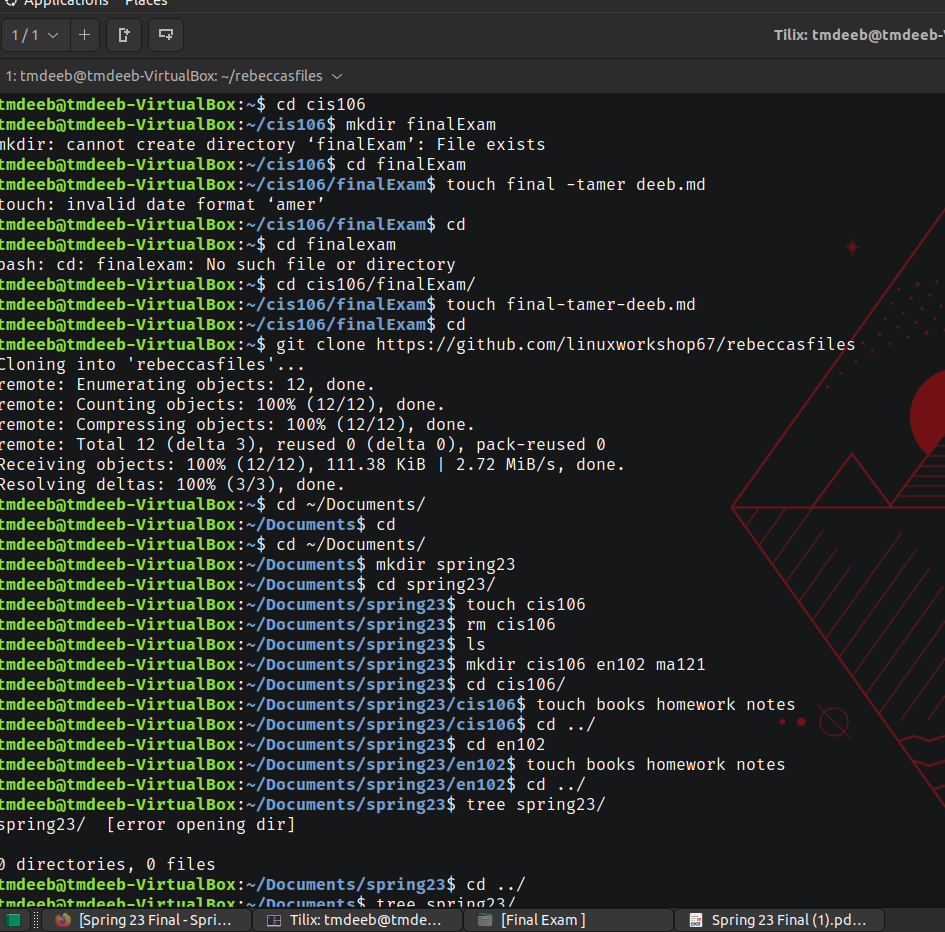 Applications Places
1 / 1
Tilix: tmdeeb@tmdeeb-V
1: tmdeeb@tmdeeb-VirtualBox: ~/rebeccasfiles
tmdeeb@tmdeeb-VirtualBox:~$ cd cis106
tmdeeb@tmdeeb-VirtualBox:~/cis106$ mkdir finalExam
mkdir: cannot create directory ‘finalExam’: File exists
tmdeeb@tmdeeb-VirtualBox:~/cis106$ cd finalExam
tmdeeb@tmdeeb-VirtualBox:~/cis106/finalExam$ touch final -tamer deeb.md
touch: invalid date format ‘amer’
tmdeeb@tmdeeb-VirtualBox:~/cis106/finalExam$ cd
tmdeeb@tmdeeb-VirtualBox:~$ cd finalexam
bash: cd: finalexam: No such file or directory
tmdeeb@tmdeeb-VirtualBox:~$ cd cis106/finalExam/
tmdeeb@tmdeeb-VirtualBox:~/cis106/finalExam$ touch final-tamer-deeb.md
tmdeeb@tmdeeb-VirtualBox:~/cis106/finalExam$ cd
tmdeeb@tmdeeb-VirtualBox:~$ git clone https://github.com/linuxworkshop67/rebeccasfiles
Cloning into 'rebeccasfiles'...
remote: Enumerating objects: 12, done.
remote: Counting objects: 100% (12/12), done.
remote: Compressing objects: 100% (12/12), done.
remote: Total 12 (delta 3), reused 0 (delta 0), pack-reused 0
Receiving objects: 100% (12/12), 111.38 KiB | 2.72 MiB/s, done.
Resolving deltas: 100% (3/3), done.
tmdeeb@tmdeeb-VirtualBox:~$ cd ~/Documents/
tmdeeb@tmdeeb-VirtualBox:~/Documents$ cd
tmdeeb@tmdeeb-VirtualBox:~$ cd ~/Documents/
tmdeeb@tmdeeb-VirtualBox:~/Documents$ mkdir spring23
tmdeeb@tmdeeb-VirtualBox:~/Documents$ cd spring23/
tmdeeb@tmdeeb-VirtualBox:~/Documents/spring23$ touch cis106
tmdeeb@tmdeeb-VirtualBox:~/Documents/spring23$ rm cis106
tmdeeb@tmdeeb-VirtualBox:~/Documents/spring23$ ls
tmdeeb@tmdeeb-VirtualBox:~/Documents/spring23$ mkdir cis106 en102 ma121
tmdeeb@tmdeeb-VirtualBox:~/Documents/spring23$ cd cis106/
tmdeeb@tmdeeb-VirtualBox:~/Documents/spring23/cis106$ touch books homework notes
tmdeeb@tmdeeb-VirtualBox:~/Documents/spring23/cis106$ cd ../
tmdeeb@tmdeeb-VirtualBox:~/Documents/spring23$ cd en102
tmdeeb@tmdeeb-VirtualBox:~/Documents/spring23/en102$ touch books homework notes
tmdeeb@tmdeeb-VirtualBox:~/Documents/spring23/en102$ cd ../
tmdeeb@tmdeeb-VirtualBox:~/Documents/spring23$ tree spring23/
spring23/  [error opening dir]
0 directories, 0 files
tmdeeb@tmdeeb-VirtualBox:~/Documents/spring23$ cd ../
tmdeeb@tmdeeb-VirtualBox:~/Documents$ tree spring23/
[Spring 23 Final - Spri... Tilix: tmdeeb@tmde... [Final Exam ] Spring 23 Final (1).pd...